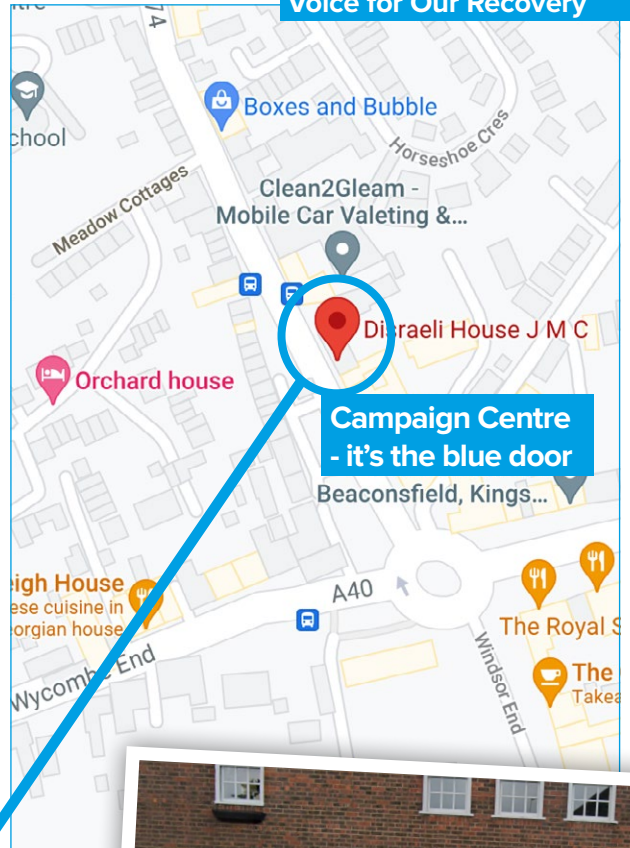 Voice for Our Recovery
74
Boxes and Bubble
chool
Horseshoe Cres
Meadow Cottages
Clean2Gleam -
Mobile Car Valeting &...
Disraeli House J M C
Orchard house
Campaign Centre
- it's the blue door
Beaconsfield, Kings...
eigh House
ese cuisine in
eorgian house
A40
The Royal S
Wycombe End
Windsor End
The
Takea